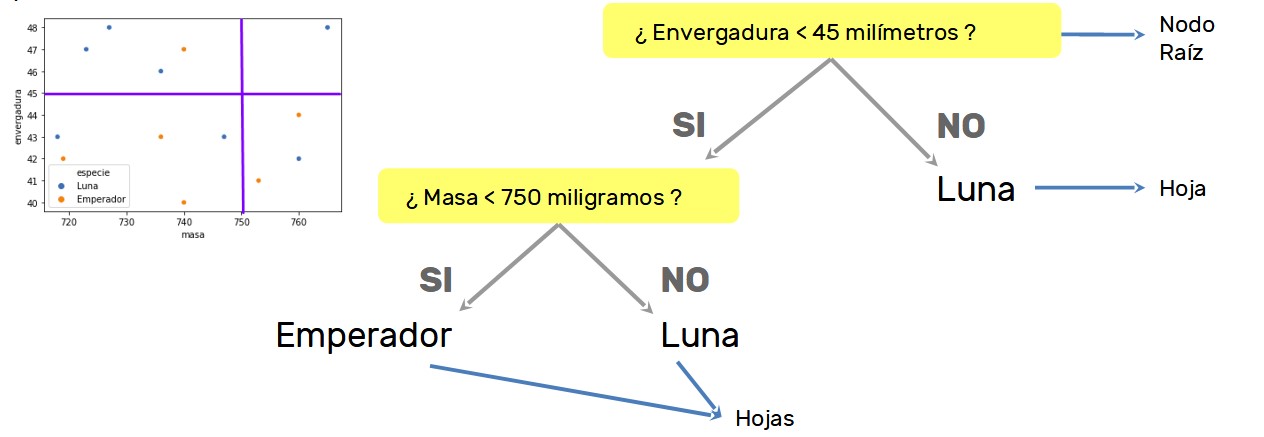 48
47
46
45
44
43
42
41
40
envergadura
especie
Luna
Emperador
720
730
740
750
760
masa
¿ Envergadura < 45 milímetros ?
Nodo
Raíz
SI
NO
¿ Masa < 750 miligramos ?
Luna
Hoja
SI
NO
Emperador
Luna
Hojas